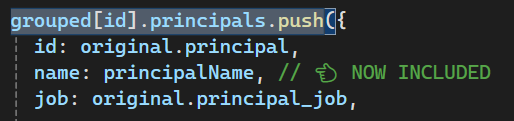 grouped[id].principals.push({
id: original.principal,
name: principalName, // 👈 NOW INCLUDED
job: original.principal_job,